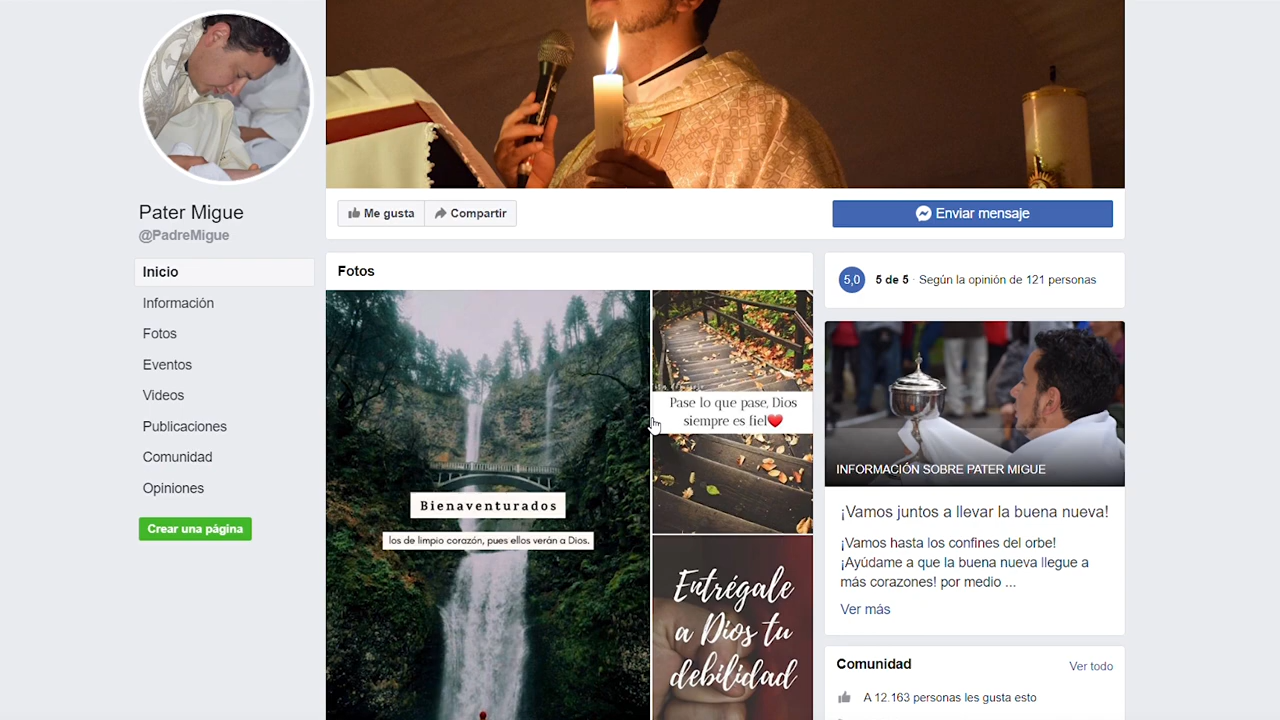 Pater Migue
@PadreMigue
Inicio
Información
Fotos
Eventos
Videos
Publicaciones
Comunidad
Opiniones
Crear una página
Me gusta
Compartir
Enviar mensaje
Fotos
Bienaventurados
los de limpio corazón, pues ellos verán a Dios.
Pase lo que pase, Dios
siempre es fiel❤️
Entrégale
a Dios tu
debilidad
5,0
5 de 5 · Según la opinión de 121 personas
INFORMACIÓN SOBRE PATER MIGUE
¡Vamos juntos a llevar la buena nueva!
¡Vamos hasta los confines del orbe!
¡Ayúdame a que la buena nueva llegue a
más corazones! por medio ...
Ver más
Comunidad
Ver todo
A 12.163 personas les gusta esto